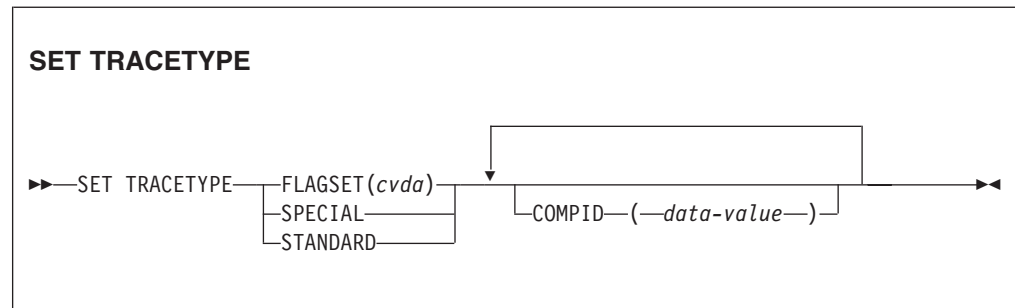 SET TRACETYPE
SET TRACETYPE FLAGSET(cvda)
SPECIAL COMPID ( data-value )
STANDARD